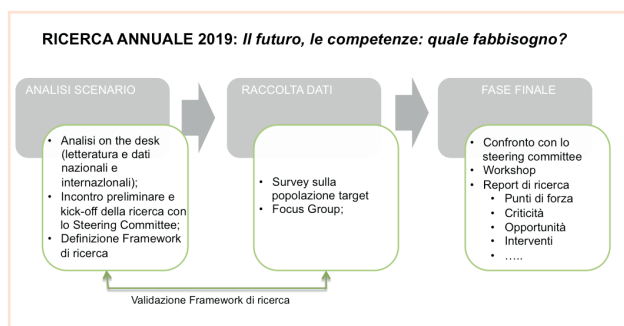 RICERCA ANNUALE 2019: Il futuro, le competenze: quale fabbisogno?
ANALISI SCENARIO
• Analisi on the desk
(letteratura e dati
nazionali e
internazionali);
• Incontro preliminare e
kick-off della ricerca con
lo Steering Committee;
• Definizione Framework
di ricerca
RACCOLTA DATI
• Survey sulla
popolazione target
• Focus Group;
FASE FINALE
• Confronto con lo
steering committee
• Workshop
• Report di ricerca
• Punti di forza
• Criticità
• Opportunità
• Interventi
• …..
Validazione Framework di ricerca